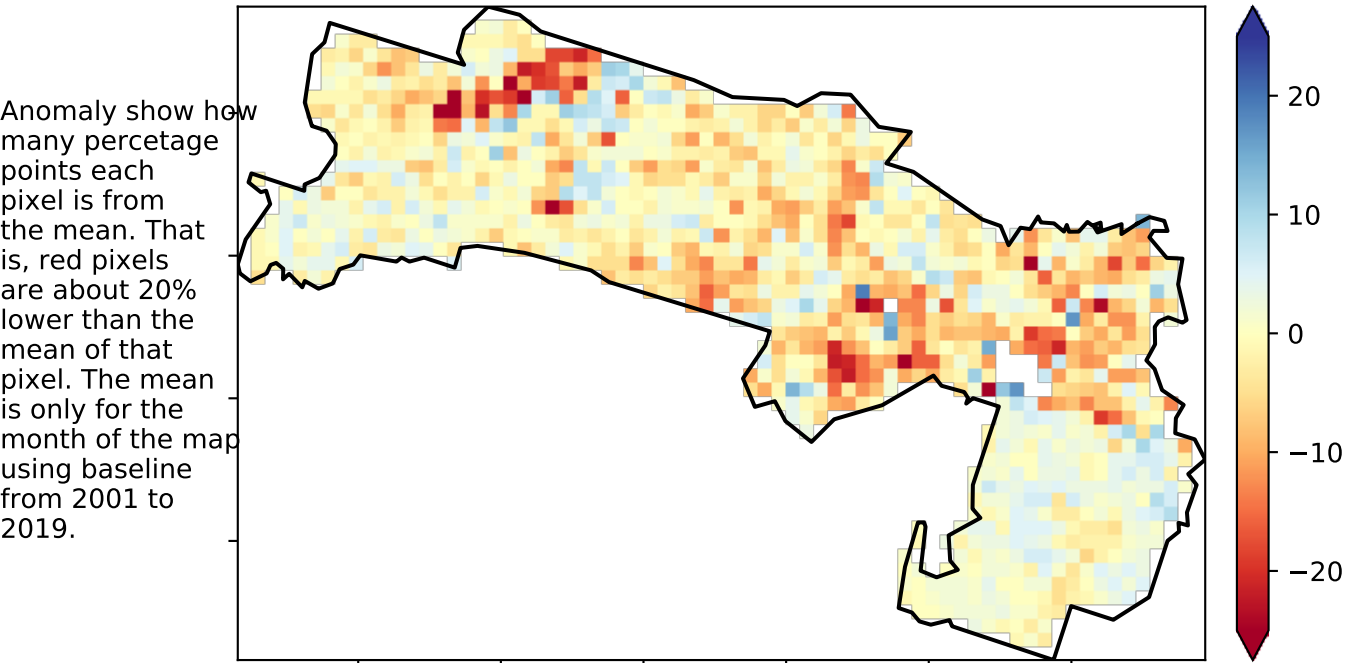 Anomaly show how
many percetage
points each
pixel is from
the mean. That
is, red pixels
are about 20%
lower than the
mean of that
pixel. The mean
is only for the
month of the map
using baseline
from 2001 to
2019.
20
10
0
−10
−20